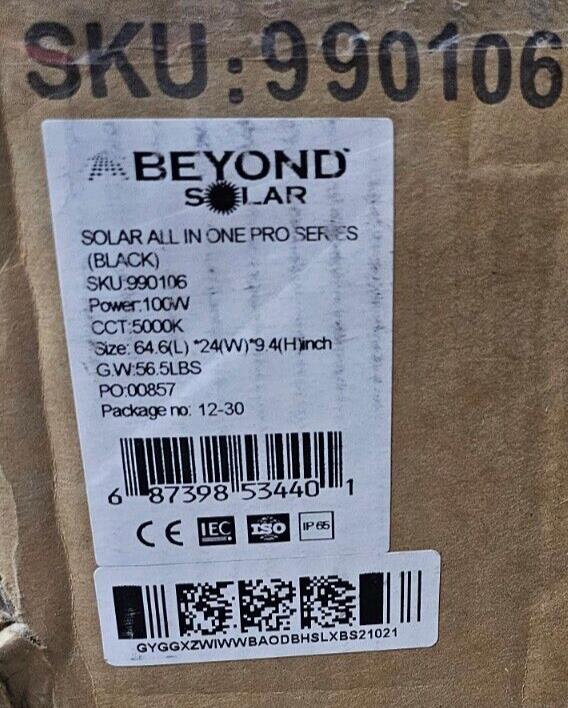 SKU:990106
BEYOND
SOLAR
SOLAR ALL IN ONE PRO SERIES
(BLACK)
SKU:990106
Power:100W
CCT:5000K
Size: 64.6(L) *24(W)*9.4(H)inch
G.W:56.5LBS
PO:00857
Package no: 12-30
6 87398 53440 1
CE IEC ISO IP65
GYGGXZWIWWBAODBHSLXBS21021